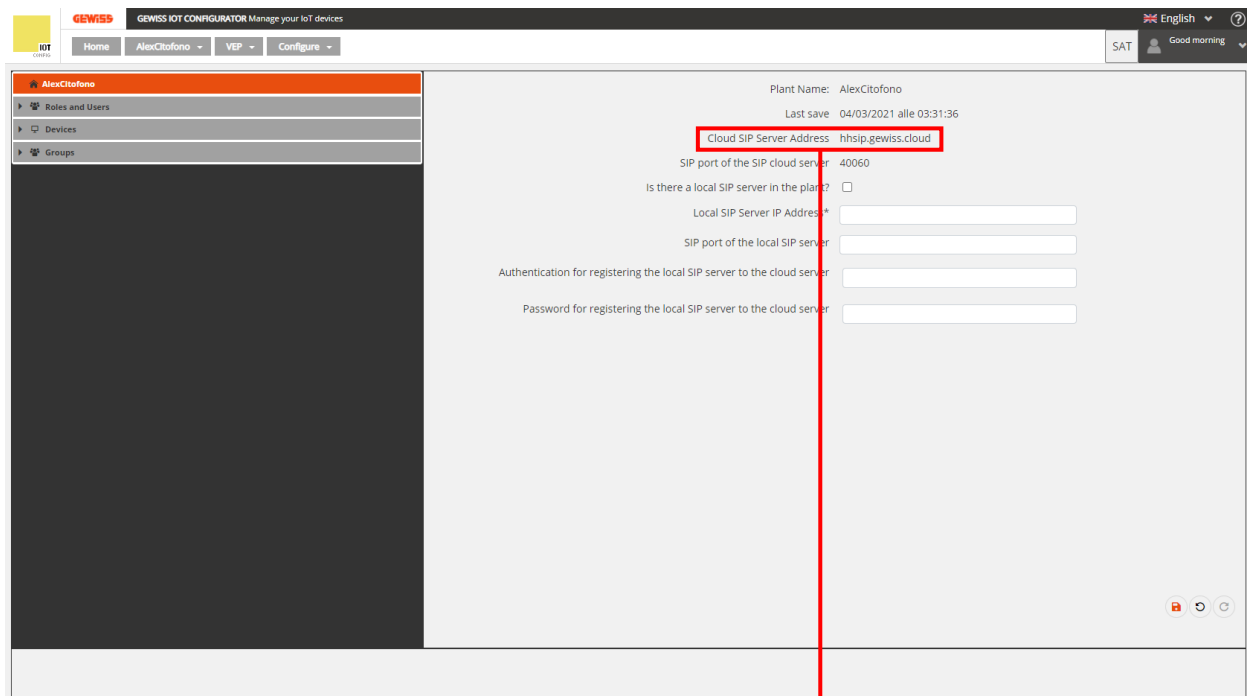 GEWISS GEWISS IOT CONFIGURATOR Manage your IoT devices English
IOT CONFIG Home AlexCitofono VEP Configure SAT Good morning
AlexCitofono
Roles and Users
Devices
Groups
Plant Name: AlexCitofono
Last save 04/03/2021 alle 03:31:36
Cloud SIP Server Address hhsip.gewiss.cloud
SIP port of the SIP cloud server 40060
Is there a local SIP server in the plant?
Local SIP Server IP Address*
SIP port of the local SIP server
Authentication for registering the local SIP server to the cloud server
Password for registering the local SIP server to the cloud server